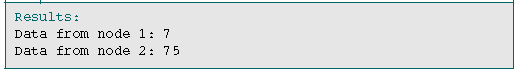 Results:
Data from node 1: 7
Data from node 2: 75